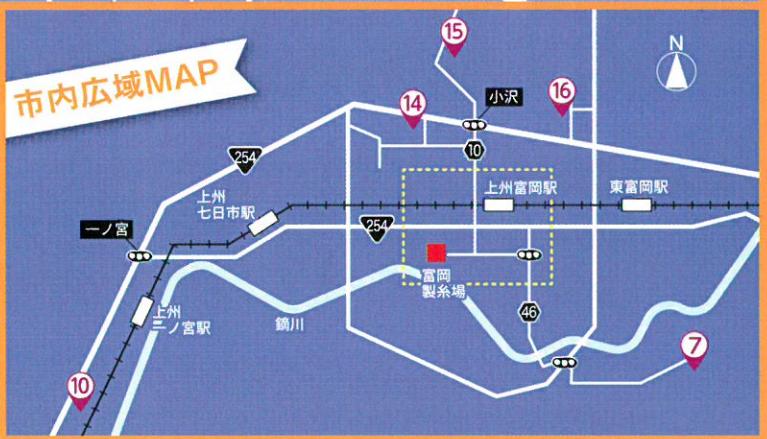 市内広域MAP
15
N
14
小沢
16
254
10
上州
七日市駅
上州富岡駅
東富岡駅
一ノ宮
254
富岡
製糸場
上州
一ノ宮駅
鏑川
46
7
10